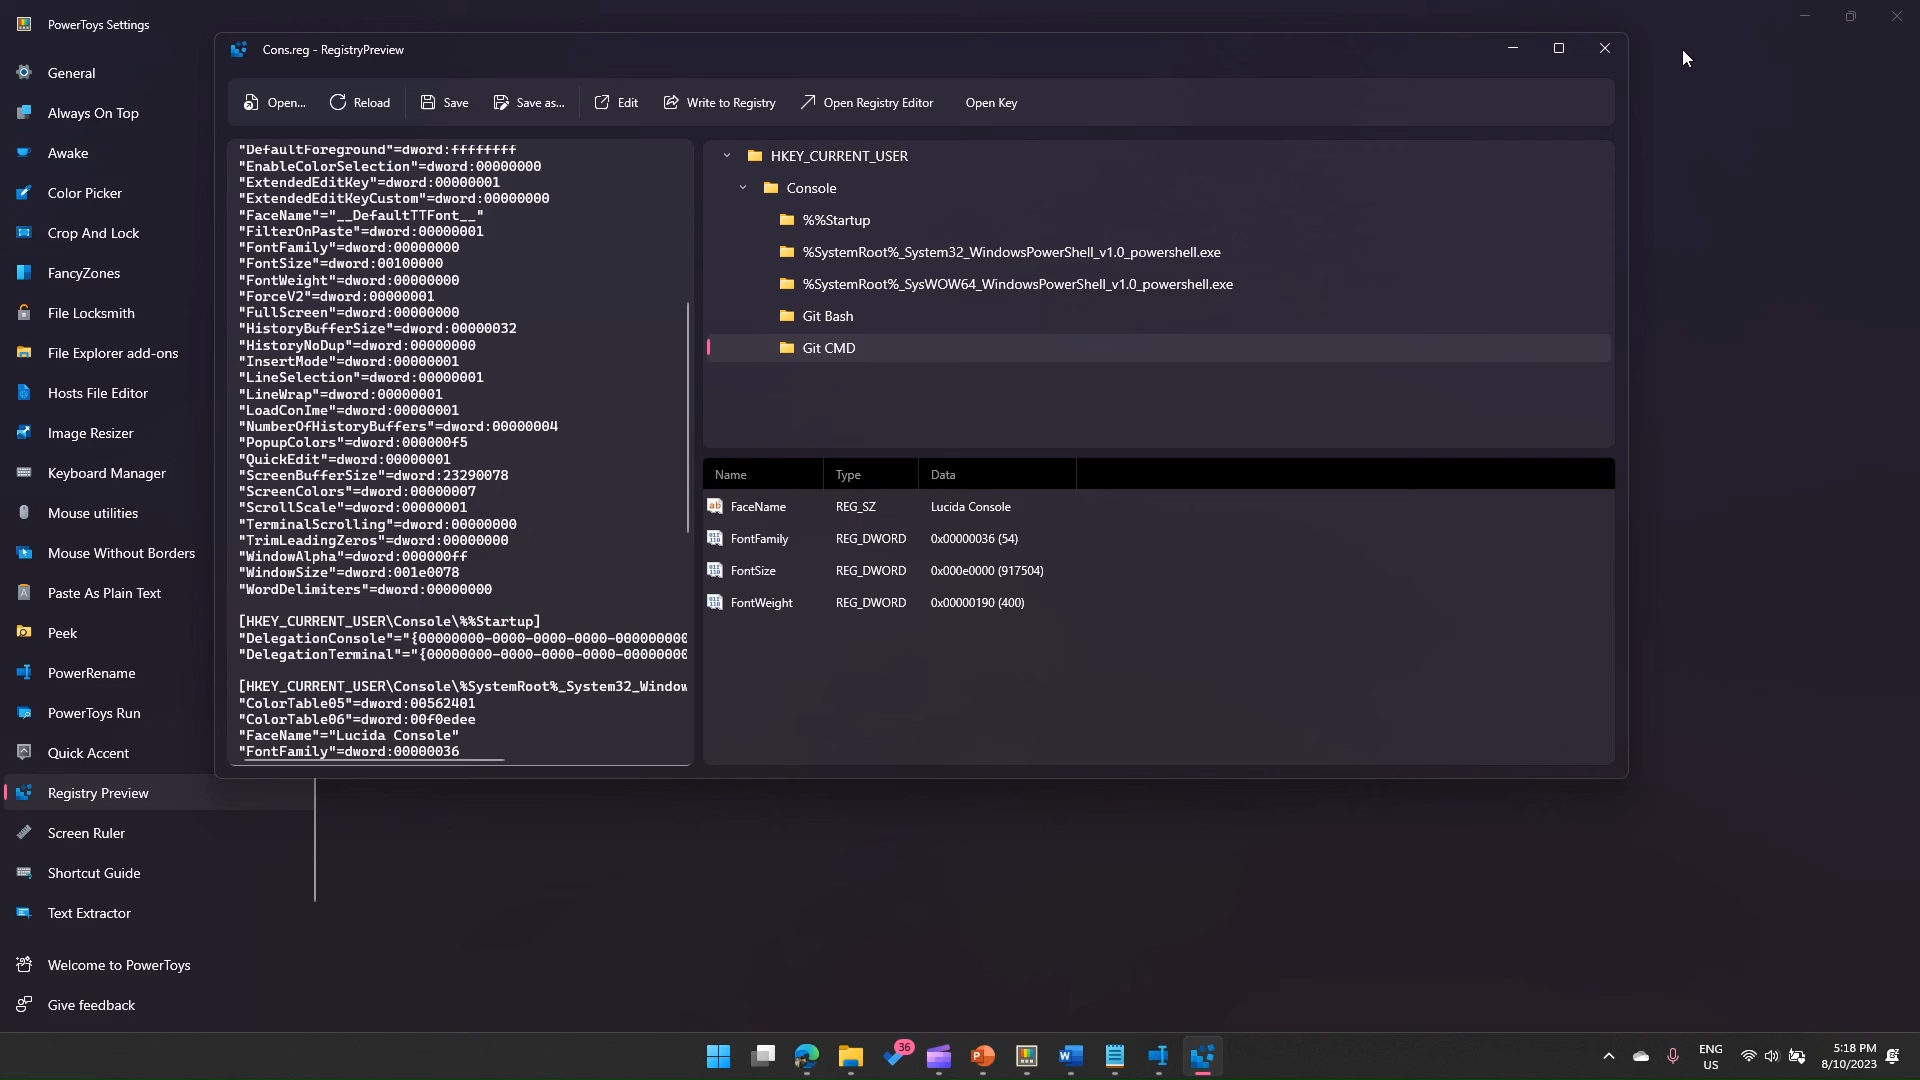 PowerToys Settings
General
Always On Top
Awake
Color Picker
Crop And Lock
FancyZones
File Locksmith
File Explorer add-ons
Hosts File Editor
Image Resizer
Keyboard Manager
Mouse utilities
Mouse Without Borders
Paste As Plain Text
Peek
PowerRename
PowerToys Run
Quick Accent
Registry Preview
Screen Ruler
Shortcut Guide
Text Extractor
Welcome to PowerToys
Give feedback
Cons.reg - RegistryPreview
Open... Reload Save Save as... Edit Write to Registry Open Registry Editor Open Key
"DefaultForeground"=dword:ffffffff
"EnableColorSelection"=dword:00000000
"ExtendedEditKey"=dword:00000001
"ExtendedEditKeyCustom"=dword:00000000
"FaceName"="__DefaultTTFont__"
"FilterOnPaste"=dword:00000001
"FontFamily"=dword:00000000
"FontSize"=dword:00100000
"FontWeight"=dword:00000000
"ForceV2"=dword:00000001
"FullScreen"=dword:00000000
"HistoryBufferSize"=dword:00000032
"HistoryNoDup"=dword:00000000
"InsertMode"=dword:00000001
"LineSelection"=dword:00000001
"LineWrap"=dword:00000001
"LoadConIme"=dword:00000001
"NumberOfHistoryBuffers"=dword:00000004
"PopupColors"=dword:000000f5
"QuickEdit"=dword:00000001
"ScreenBufferSize"=dword:23290078
"ScreenColors"=dword:00000007
"ScrollScale"=dword:00000001
"TerminalScrolling"=dword:00000000
"TrimLeadingZeros"=dword:00000000
"WindowAlpha"=dword:000000ff
"WindowSize"=dword:001e0078
"WordDelimiters"=dword:00000000
[HKEY_CURRENT_USER\Console\%%Startup]
"DelegationConsole"="{00000000-0000-0000-0000-000000000
"DelegationTerminal"="{00000000-0000-0000-0000-00000000
[HKEY_CURRENT_USER\Console\%SystemRoot%_System32_Window
"ColorTable05"=dword:00562401
"ColorTable06"=dword:00f0edee
"FaceName"="Lucida Console"
"FontFamily"=dword:00000036
HKEY_CURRENT_USER
Console
%%Startup
%SystemRoot%_System32_WindowsPowerShell_v1.0_powershell.exe
%SystemRoot%_SysWOW64_WindowsPowerShell_v1.0_powershell.exe
Git Bash
Git CMD
Name Type Data
FaceName REG_SZ Lucida Console
FontFamily REG_DWORD 0x00000036 (54)
FontSize REG_DWORD 0x000e0000 (917504)
FontWeight REG_DWORD 0x00000190 (400)
36
ENG
US
5:18 PM
8/10/2023